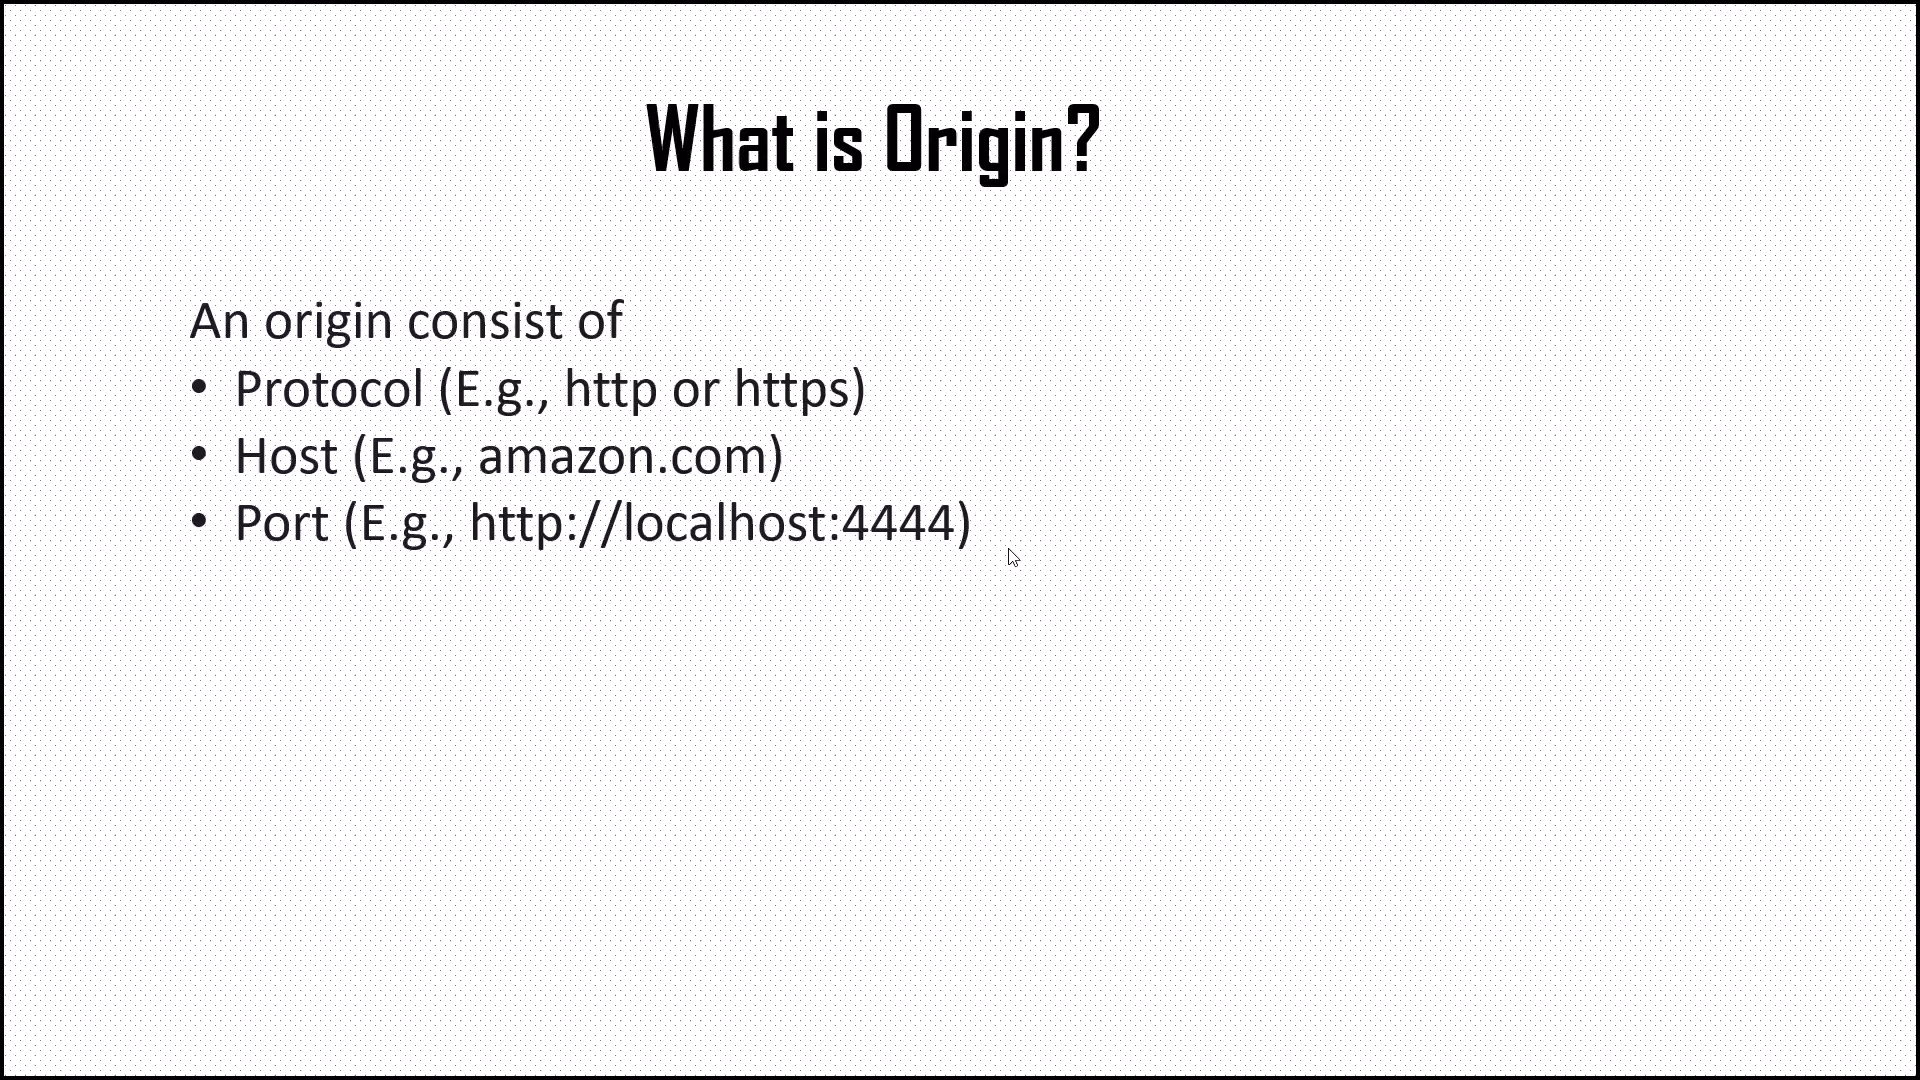 What is Origin?
An origin consist of
• Protocol (E.g., http or https)
• Host (E.g., amazon.com)
• Port (E.g., http://localhost:4444)